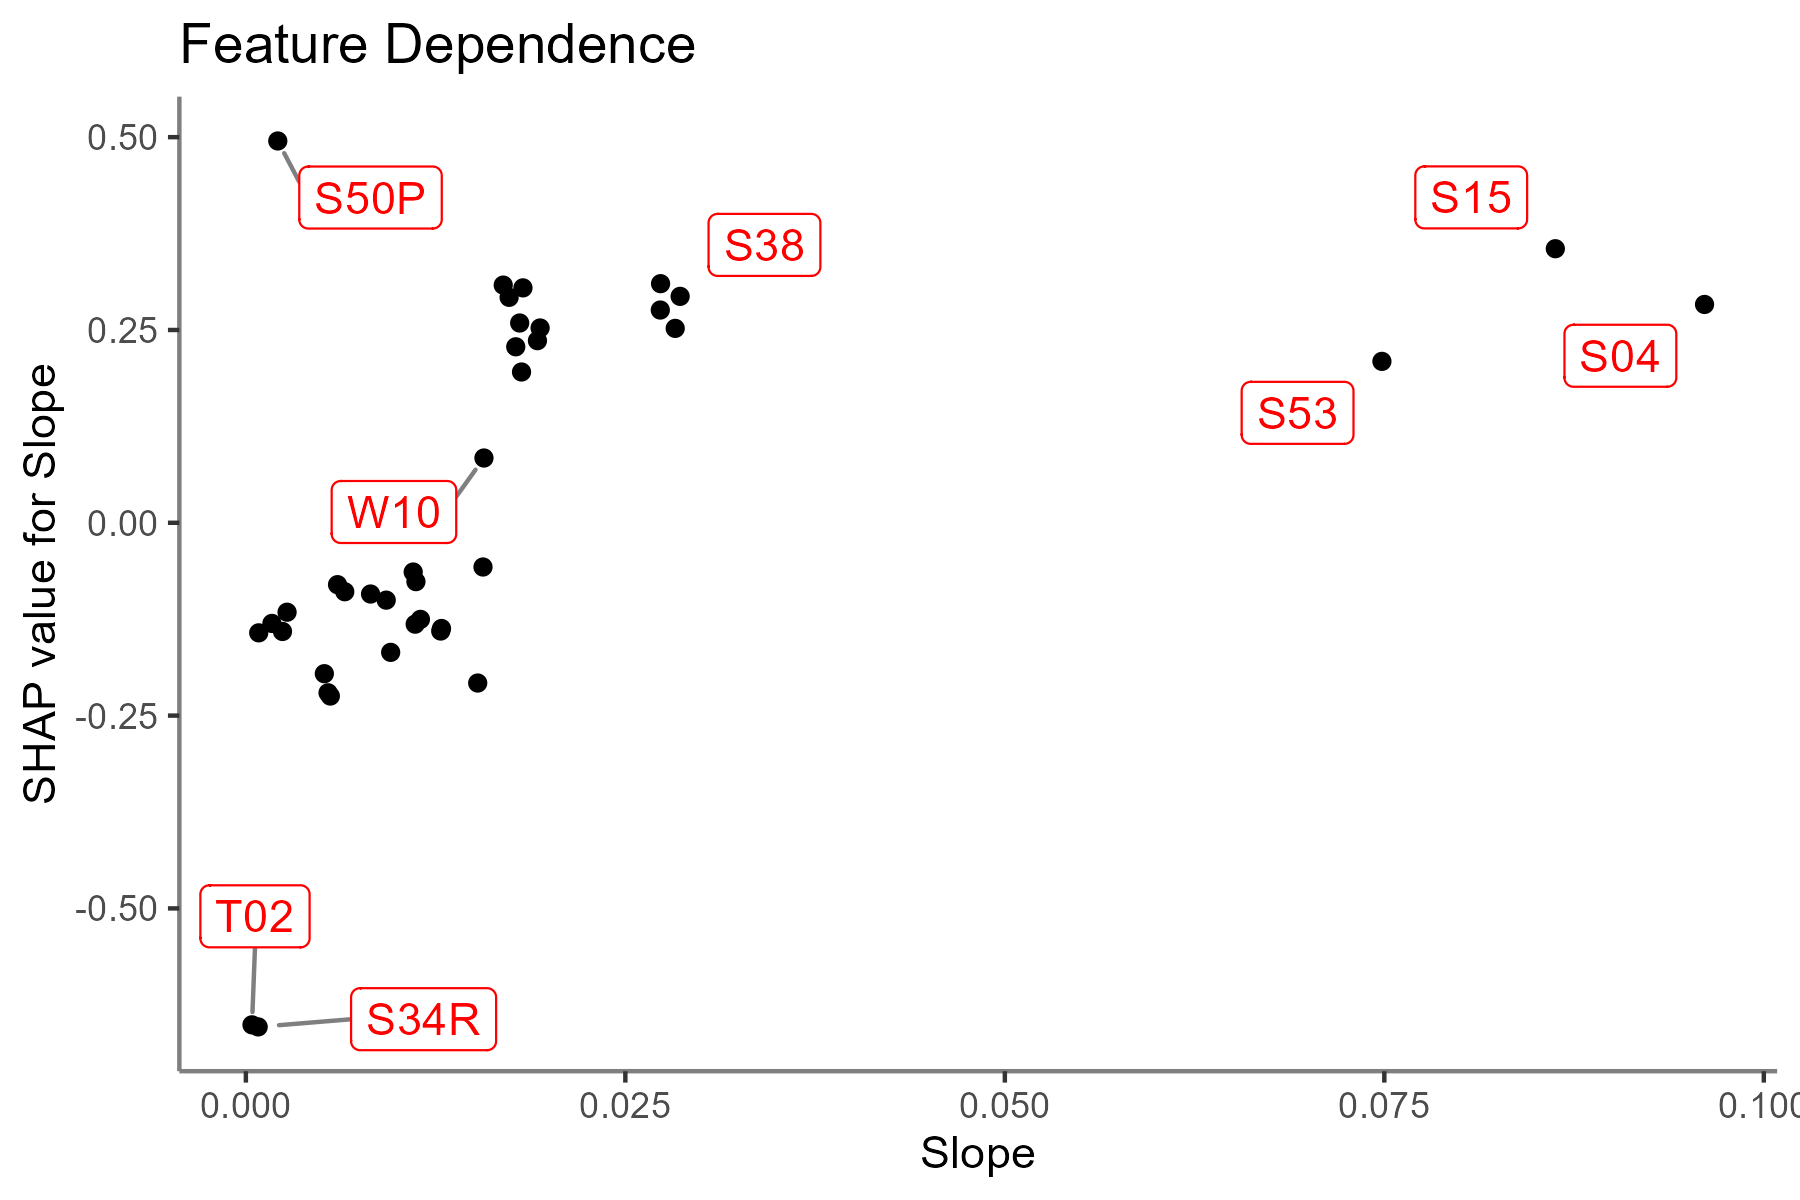 Feature Dependence
SHAP value for Slope
0.50
0.25
0.00
-0.25
-0.50
S50P
S38
S15
S04
S53
W10
T02
S34R
0.000
0.025
0.050
0.075
0.100
Slope